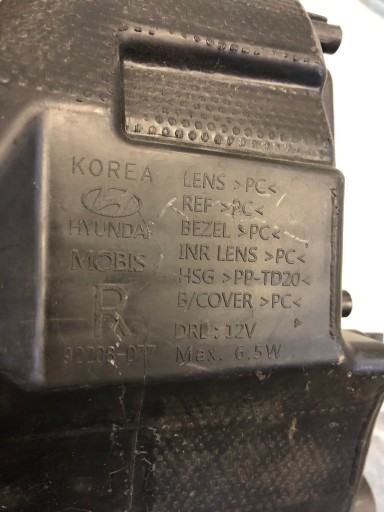 KOREA
HYUNDAI
MOBIS
R
LENS >PC<
REF >PC<
BEZEL >PC<
INR LENS >PC<
HSG >PP-TD20<
B/COVER >PC<
DRL : 12V
Max. 6.5W